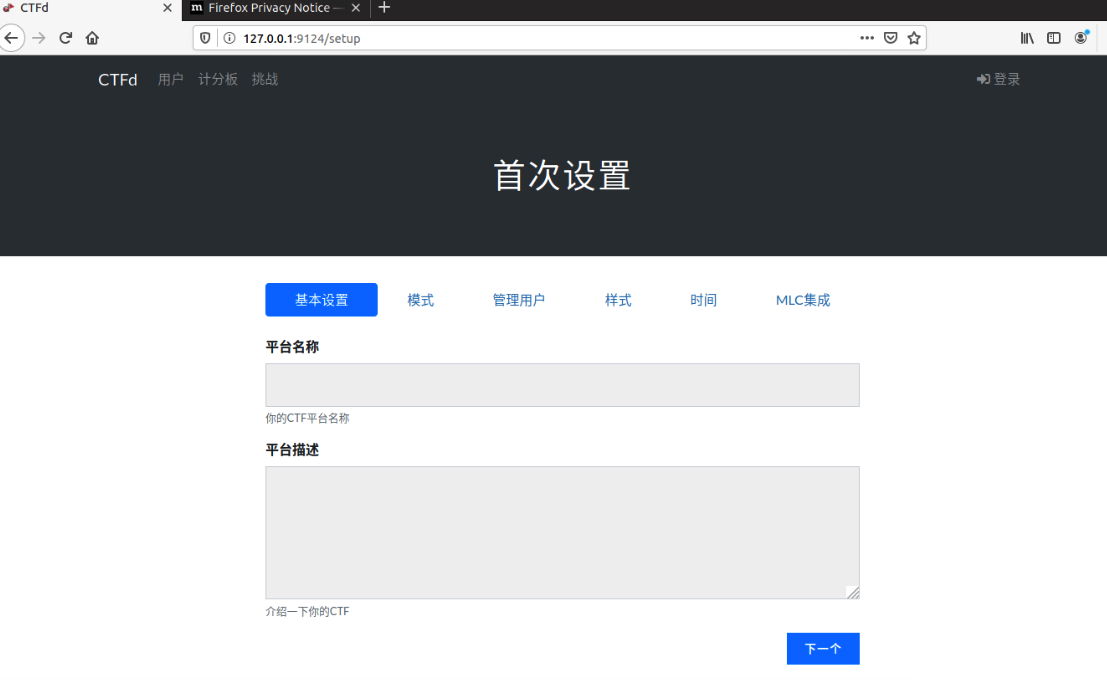 CTFd
Firefox Privacy Notice —
127.0.0.1:9124/setup
CTFd 用户 计分板 挑战 登录
首次设置
基本设置 模式 管理用户 样式 时间 MLC集成
平台名称
你的CTF平台名称
平台描述
介绍一下你的CTF
下一个